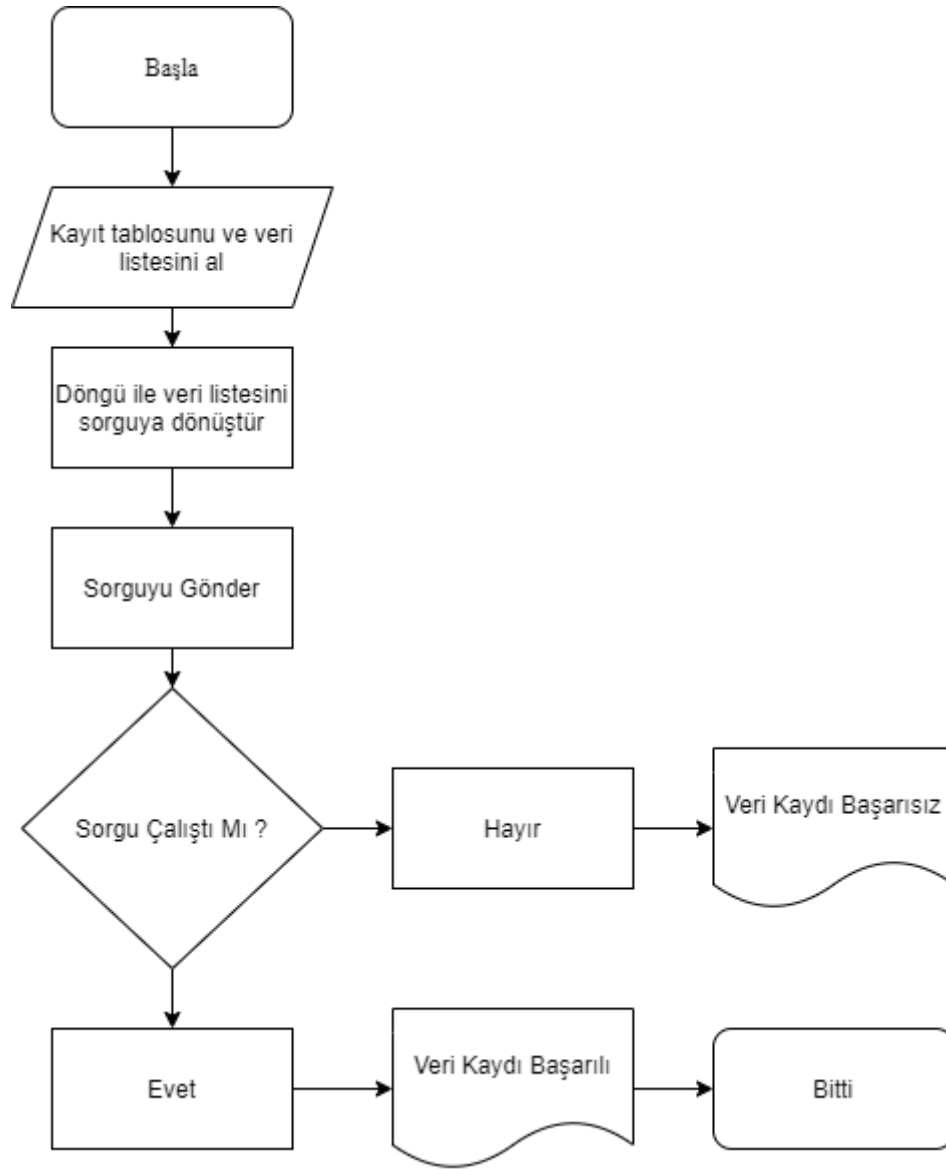 Başla
Kayıt tablosunu ve veri
listesini al
Döngü ile veri listesini
sorguya dönüştür
Sorguyu Gönder
Sorgu Çalıştı Mı ?
Hayır
Veri Kaydı Başarısız
Evet
Veri Kaydı Başarılı
Bitti